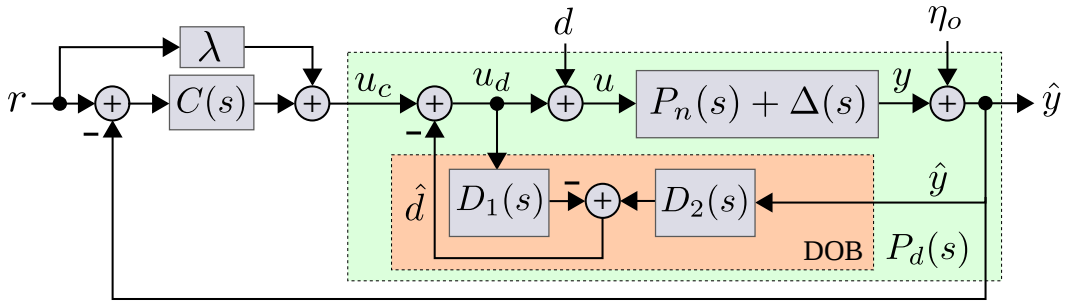 d
η_o
λ
r + C(s) + u_c + u_d + u P_n(s) + Δ(s) y + ŷ
− −
d̂ D_1(s) − + D_2(s) ŷ
DOB P_d(s)